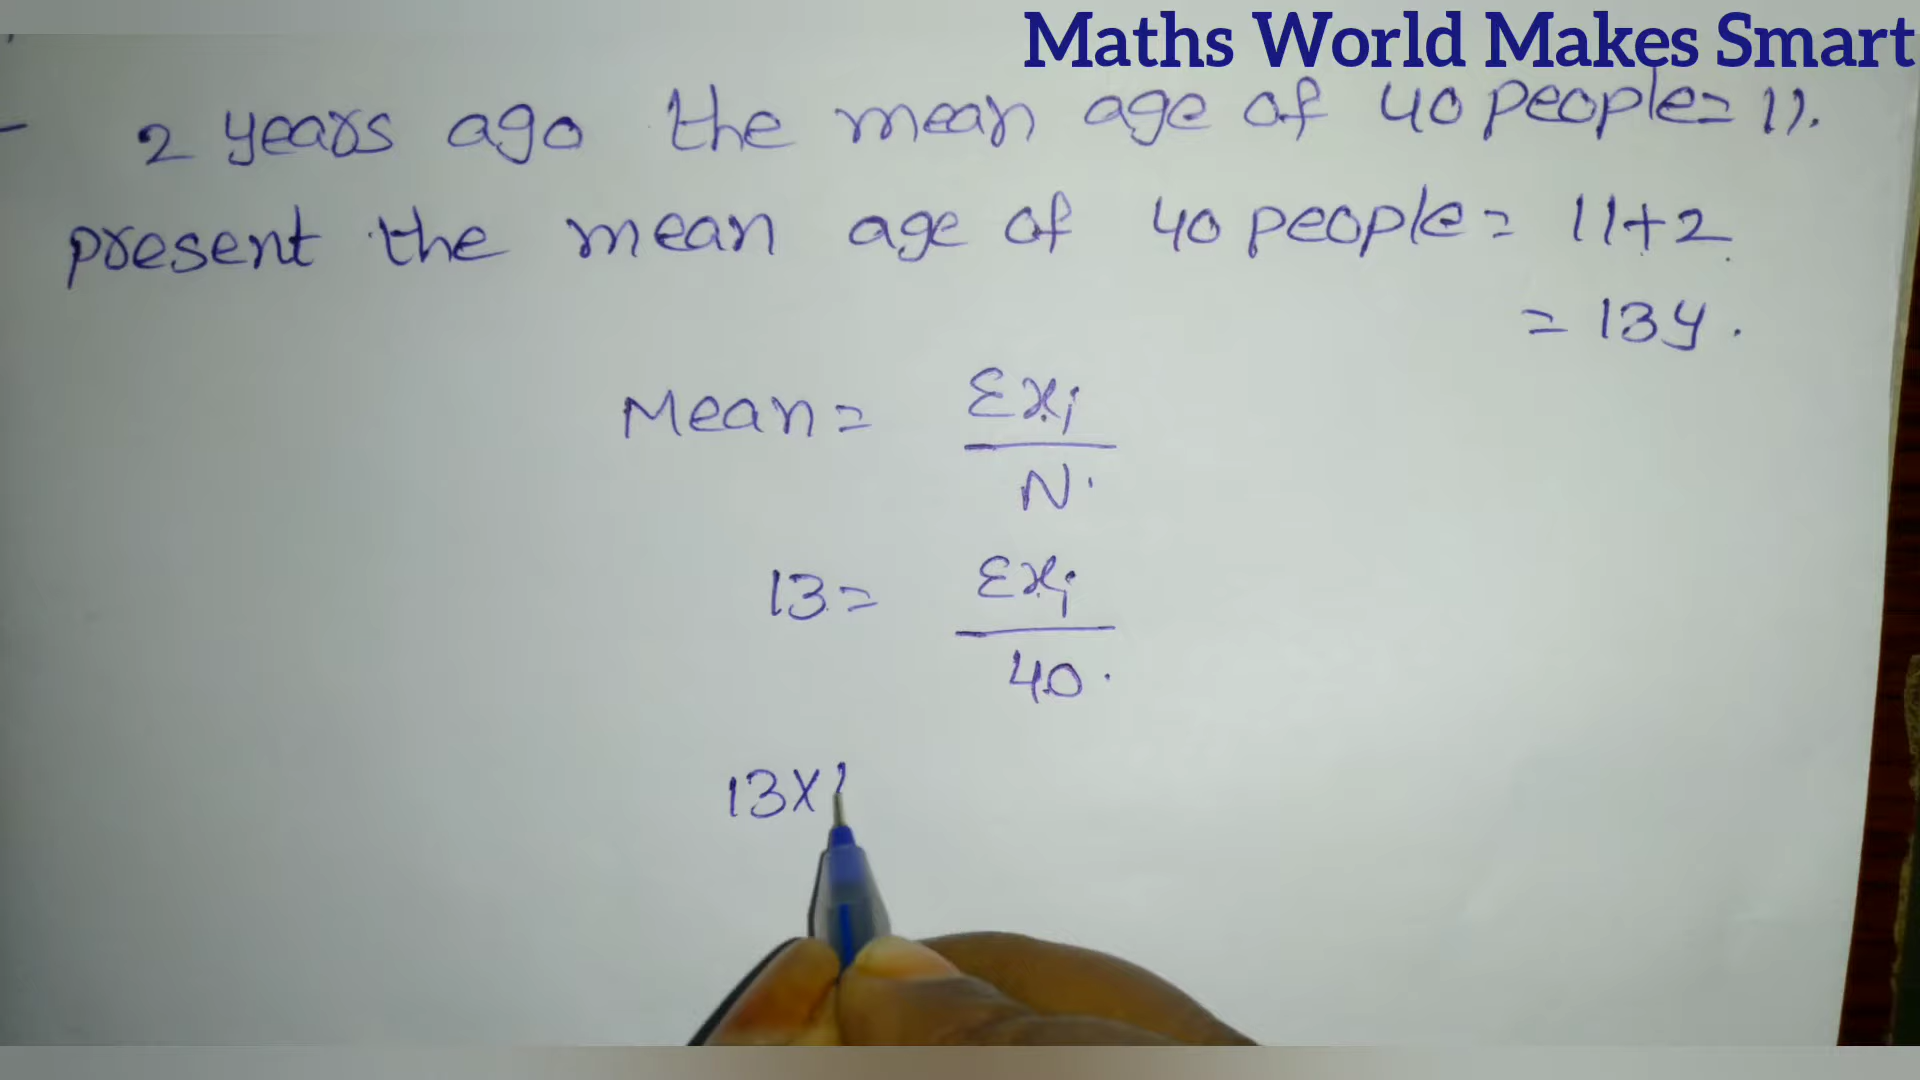 Maths World Makes Smart
2 years ago the mean age of 40 people = 11.
present the mean age of 40 people = 11+2
= 13y.
Mean = Σxi
N.
13 = Σxi
40.
13x